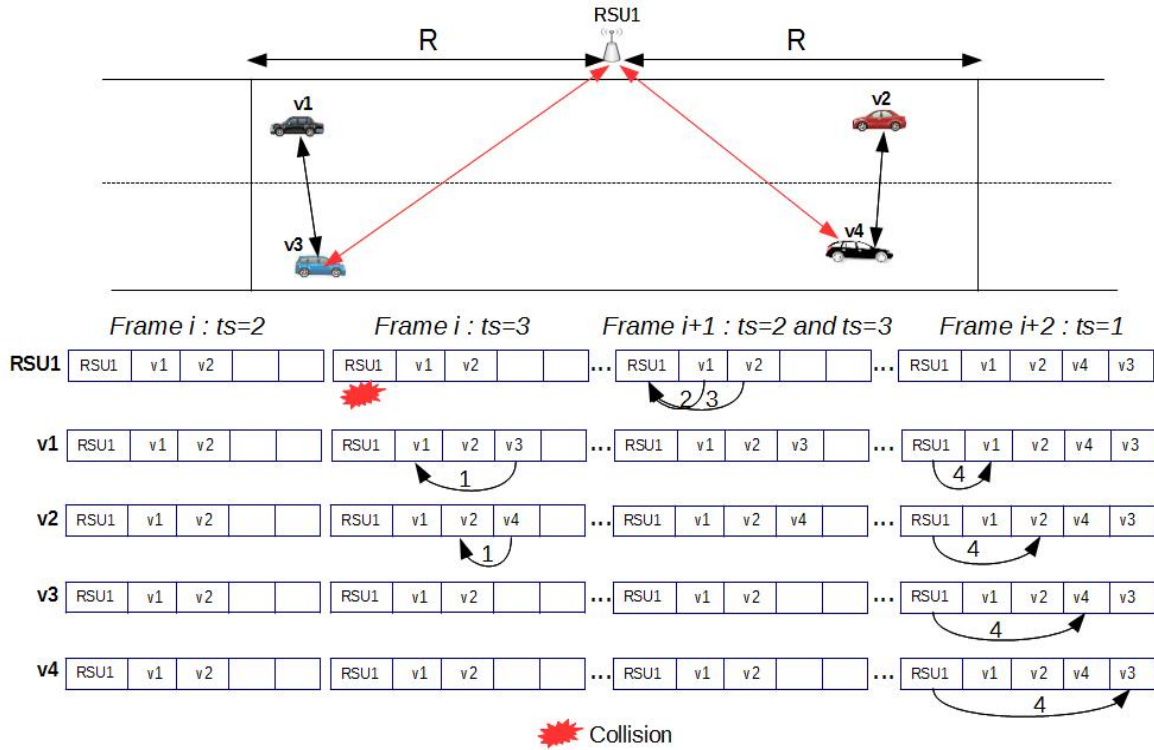 RSU1
R R
v1 v2
v3 v4
Frame i : ts=2 Frame i : ts=3 Frame i+1 : ts=2 and ts=3 Frame i+2 : ts=1
RSU1 RSU1 v1 v2 RSU1 v1 v2 ... RSU1 v1 v2 ... RSU1 v1 v2 v4 v3
2 3
v1 RSU1 v1 v2 RSU1 v1 v2 v3 ... RSU1 v1 v2 v3 ... RSU1 v1 v2 v4 v3
1 4
v2 RSU1 v1 v2 RSU1 v1 v2 v4 ... RSU1 v1 v2 v4 ... RSU1 v1 v2 v4 v3
1 4
v3 RSU1 v1 v2 RSU1 v1 v2 ... RSU1 v1 v2 ... RSU1 v1 v2 v4 v3
4
v4 RSU1 v1 v2 RSU1 v1 v2 ... RSU1 v1 v2 ... RSU1 v1 v2 v4 v3
4
Collision